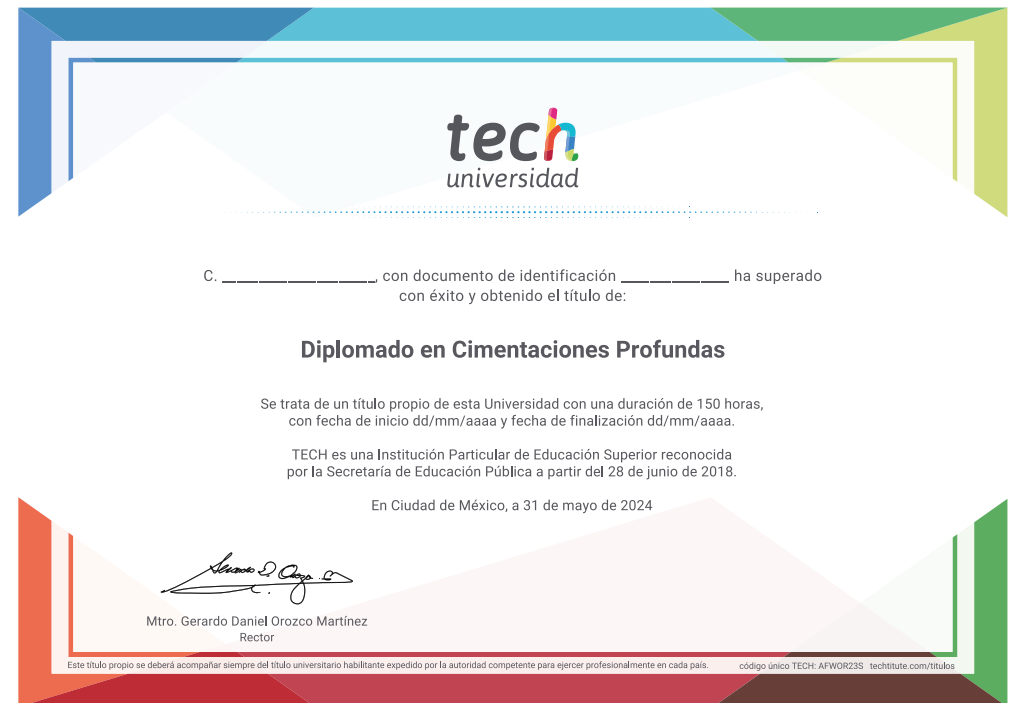 tech
universidad
C. ____________________, con documento de identificación ______________ ha superado
con éxito y obtenido el título de:
Diplomado en Cimentaciones Profundas
Se trata de un título propio de esta Universidad con una duración de 150 horas,
con fecha de inicio dd/mm/aaaa y fecha de finalización dd/mm/aaaa.
TECH es una Institución Particular de Educación Superior reconocida
por la Secretaría de Educación Pública a partir del 28 de junio de 2018.
En Ciudad de México, a 31 de mayo de 2024
Mtro. Gerardo Daniel Orozco Martínez
Rector
Este título propio se deberá acompañar siempre del título universitario habilitante expedido por la autoridad competente para ejercer profesionalmente en cada país. código único TECH: AFWOR23S techtitute.com/titulos